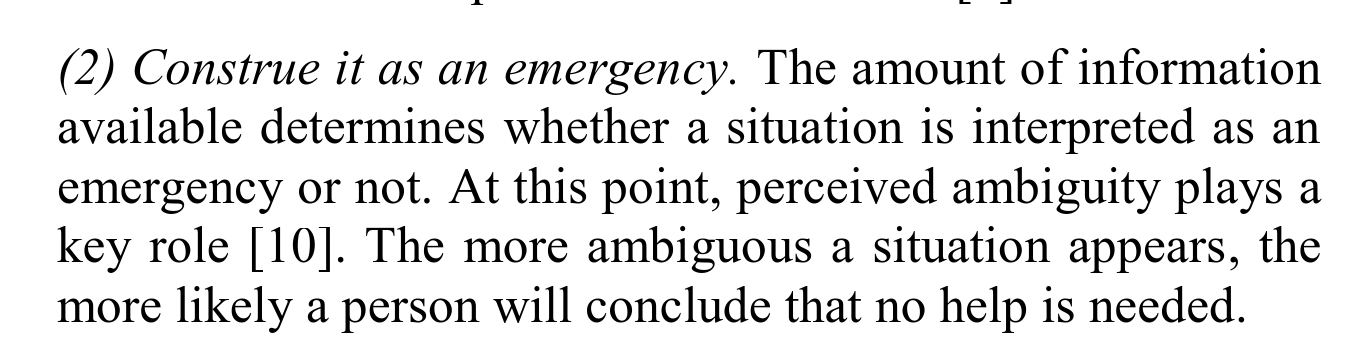 (2) Construe it as an emergency. The amount of information
available determines whether a situation is interpreted as an
emergency or not. At this point, perceived ambiguity plays a
key role [10]. The more ambiguous a situation appears, the
more likely a person will conclude that no help is needed.